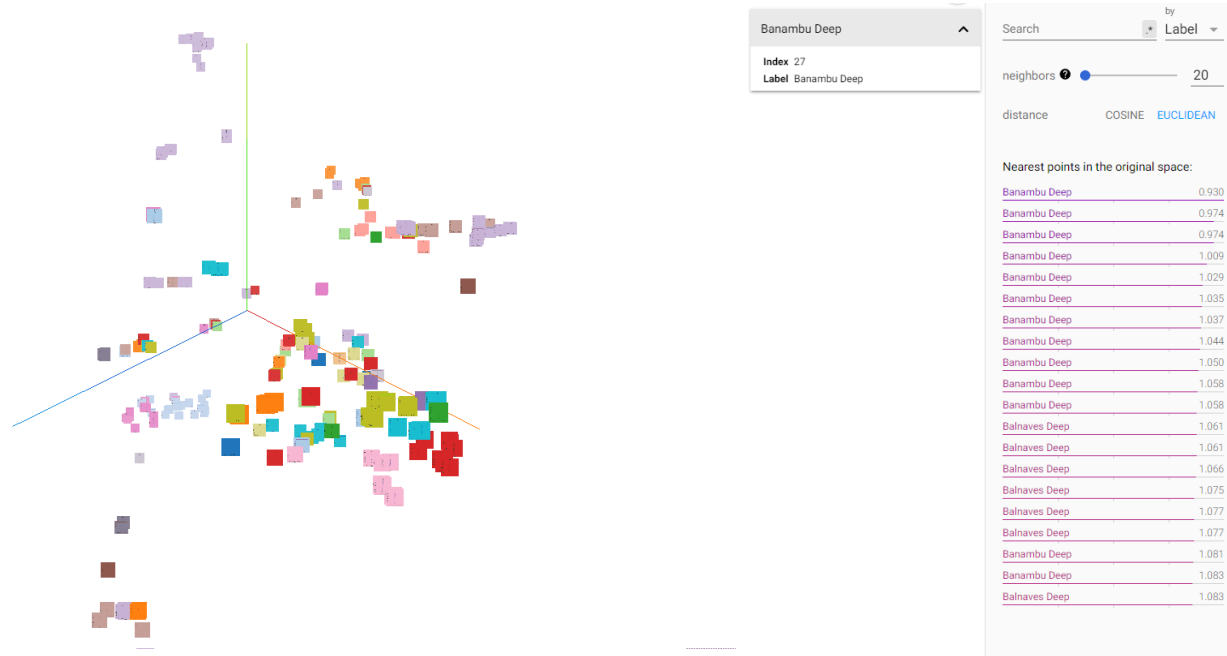 Banambu Deep
Index 27
Label Banambu Deep
by
Search .* Label
neighbors ? 20
distance COSINE EUCLIDEAN
Nearest points in the original space:
Banambu Deep 0.930
Banambu Deep 0.974
Banambu Deep 0.974
Banambu Deep 1.009
Banambu Deep 1.029
Banambu Deep 1.035
Banambu Deep 1.037
Banambu Deep 1.044
Banambu Deep 1.050
Banambu Deep 1.058
Banambu Deep 1.058
Balnaves Deep 1.061
Balnaves Deep 1.061
Balnaves Deep 1.066
Balnaves Deep 1.075
Balnaves Deep 1.077
Balnaves Deep 1.077
Banambu Deep 1.081
Banambu Deep 1.083
Balnaves Deep 1.083